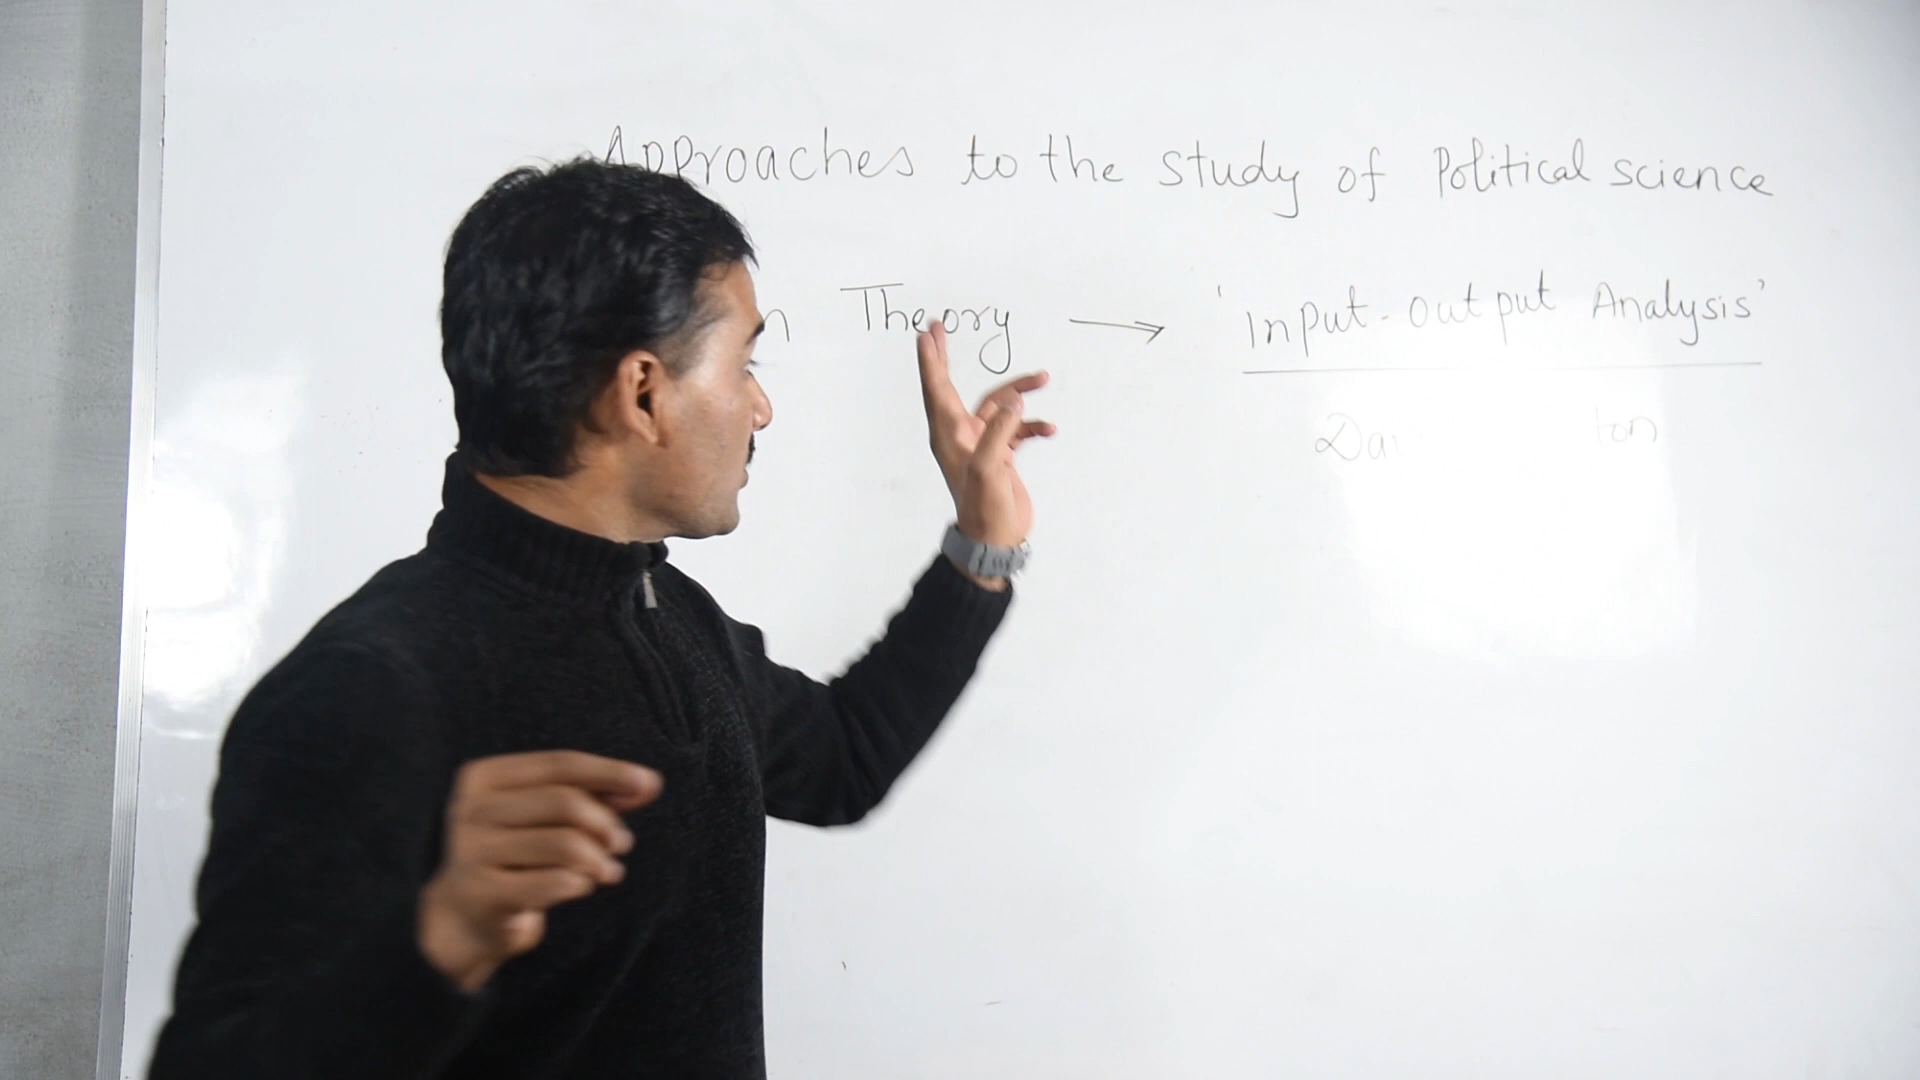 Approaches to the study of Political science
Theory → 'Input-output Analysis'